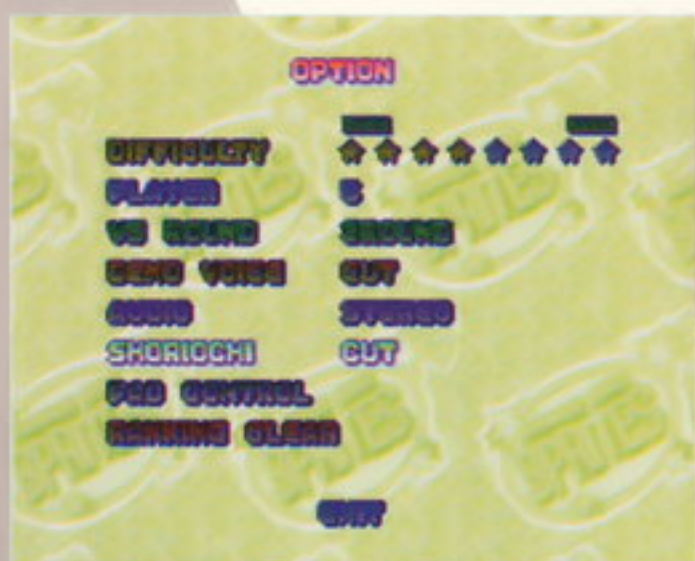 OPTION
DIFFICULTY
PLAYER
VS ROUND 3ROUND
DEMO VOICE CUT
AUDIO STEREO
SHORIOCHI CUT
PAD CONTROL
RANKING CLEAR
EXIT